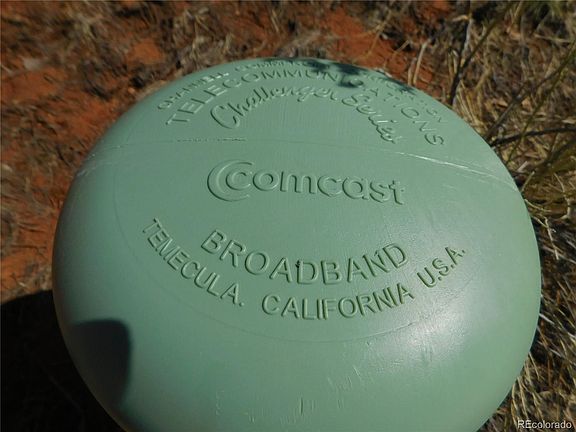 TELECOMMUNICATIONS
Challenger Series
Comcast
BROADBAND
TEMECULA. CALIFORNIA U.S.A.
REcolorado